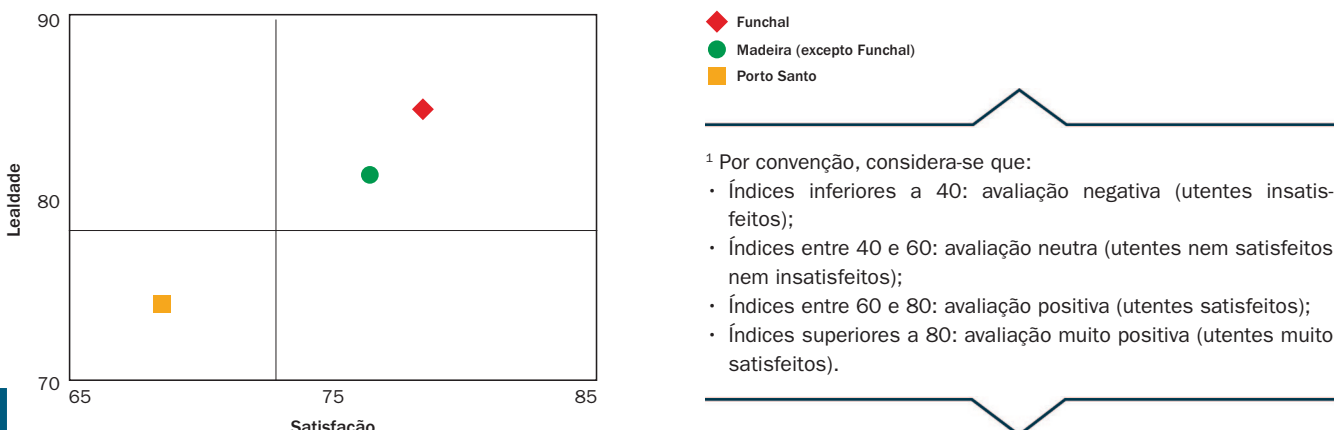 90
80
70
Lealdade
65
75
85
Satisfação
Funchal
Madeira (excepto Funchal)
Porto Santo
¹ Por convenção, considera-se que:
· Índices inferiores a 40: avaliação negativa (utentes insatis-
feitos);
· Índices entre 40 e 60: avaliação neutra (utentes nem satisfeitos
nem insatisfeitos);
· Índices entre 60 e 80: avaliação positiva (utentes satisfeitos);
· Índices superiores a 80: avaliação muito positiva (utentes muito
satisfeitos).